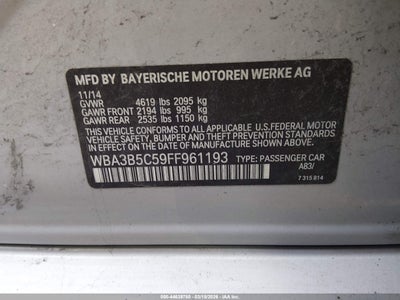 MFD BY BAYERISCHE MOTOREN WERKE AG
11/14
GVWR 4619 lbs 2095 kg
GAWR FRONT 2194 lbs 995 kg
GAWR REAR 2535 lbs 1150 kg
THIS VEHICLE CONFORMS TO ALL APPLICABLE U.S.FEDERAL
MOTOR VEHICLE SAFETY, BUMPER, AND THEFT PREVENTION
STANDARDS IN EFFECT ON THE DATE OF MANUFACTURE SHOWN ABOVE.
WBA3B5C59FF961193 TYPE: PASSENGER CAR
A83/
7 315 814